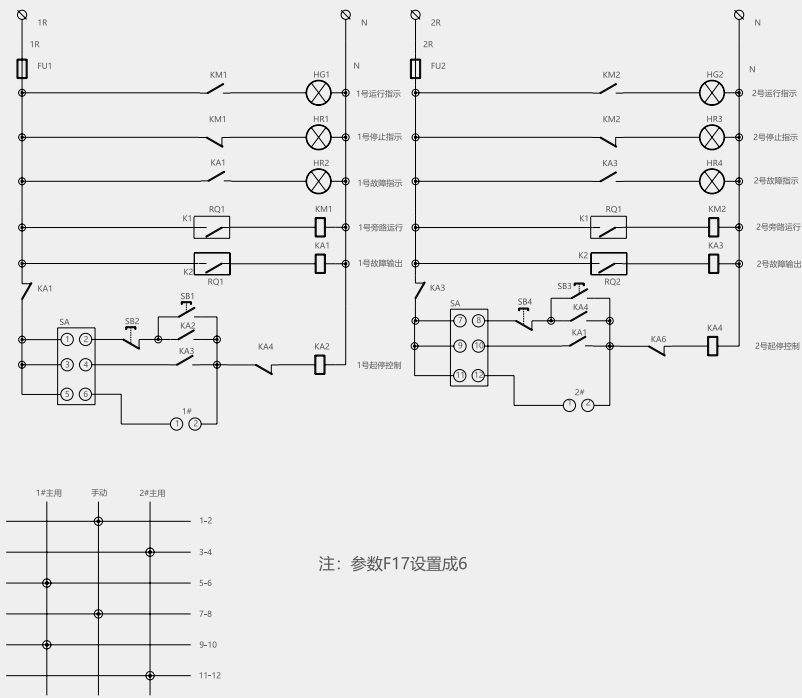 1R
N
2R
N
1R
2R
FU1
N
FU2
N
KM1
HG1
1号运行指示
KM2
HG2
2号运行指示
KM1
HR1
1号停止指示
KM2
HR3
2号停止指示
KA1
HR2
1号故障指示
KA3
HR4
2号故障指示
K1
RQ1
KM1
1号旁路运行
K1
RQ1
KM2
2号旁路运行
K2
RQ1
KA1
1号故障输出
K2
RQ2
KA3
2号故障输出
KA1
SA
SB2
SB1
KA2
1 2
3 4
5 6
KA3
KA4
KA2
1号起停控制
1#
1 2
KA3
SA
SB4
SB3
KA4
7 8
9 10
11 12
KA1
KA6
KA4
2号起停控制
2#
1 2
1#主用 手动 2#主用
1-2
3-4
5-6
7-8
9-10
11-12
注：参数F17设置成6